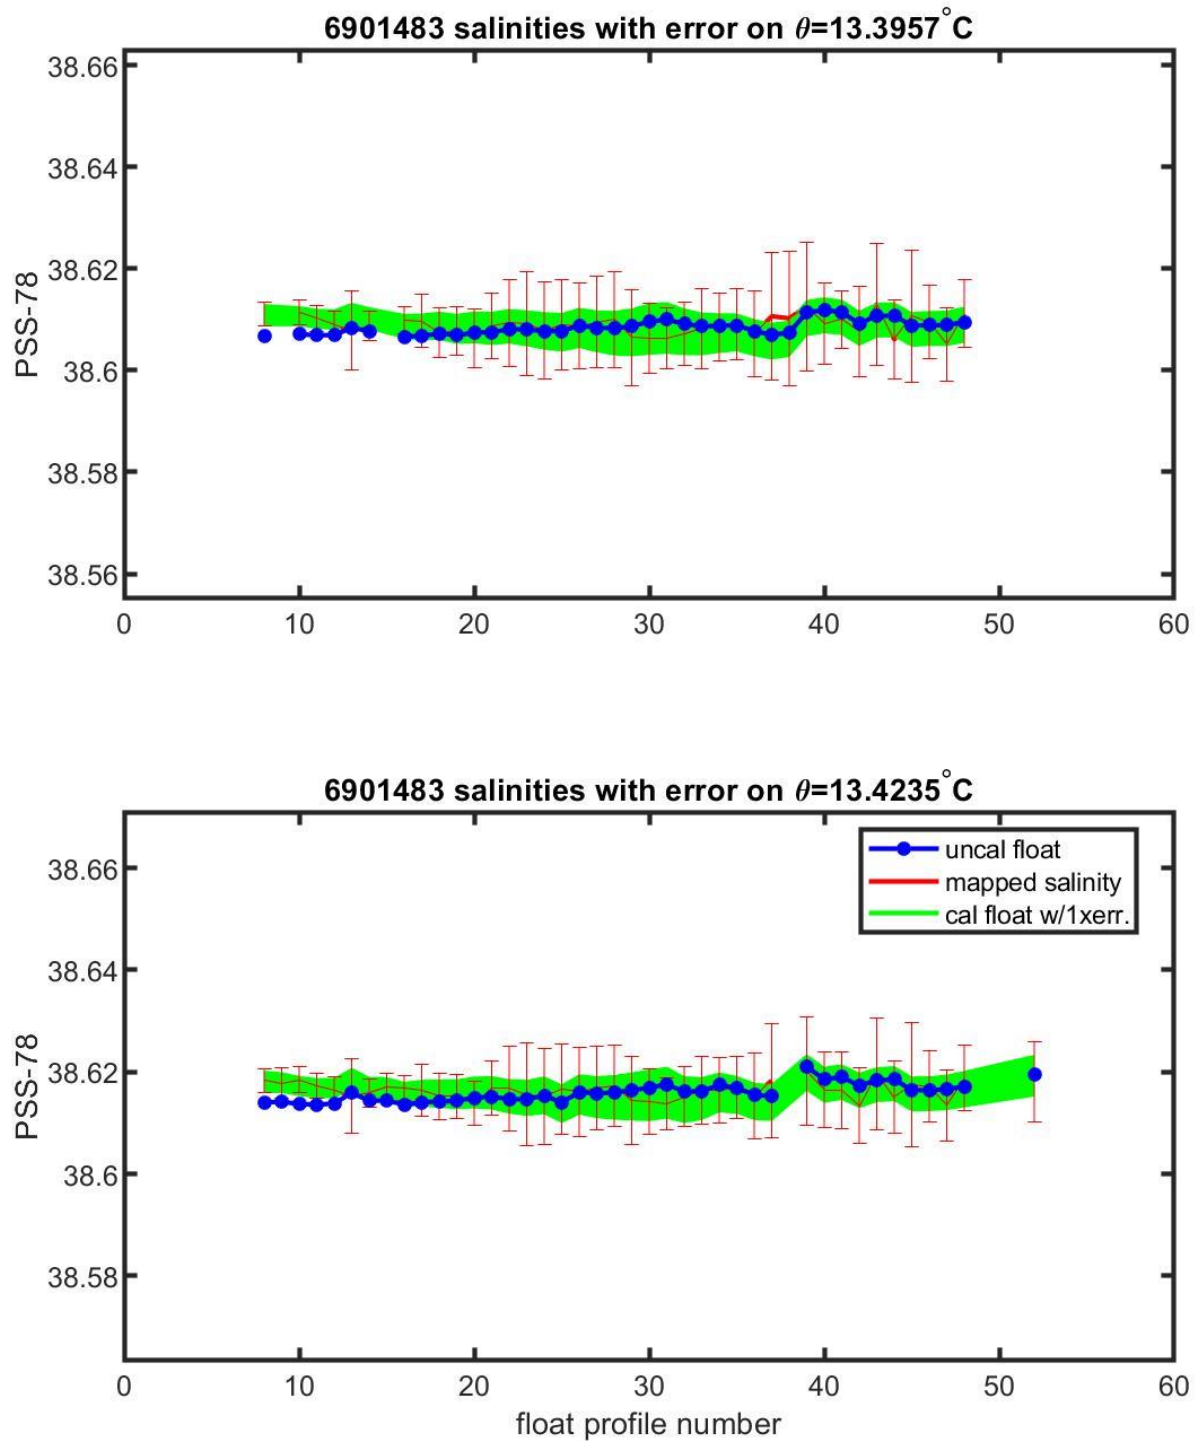 6901483 salinities with error on θ=13.3957°C
38.66
38.64
38.62
38.6
38.58
38.56
PSS-78
0 10 20 30 40 50 60
6901483 salinities with error on θ=13.4235°C
uncal float
mapped salinity
cal float w/1xerr.
38.66
38.64
38.62
38.6
38.58
PSS-78
0 10 20 30 40 50 60
float profile number